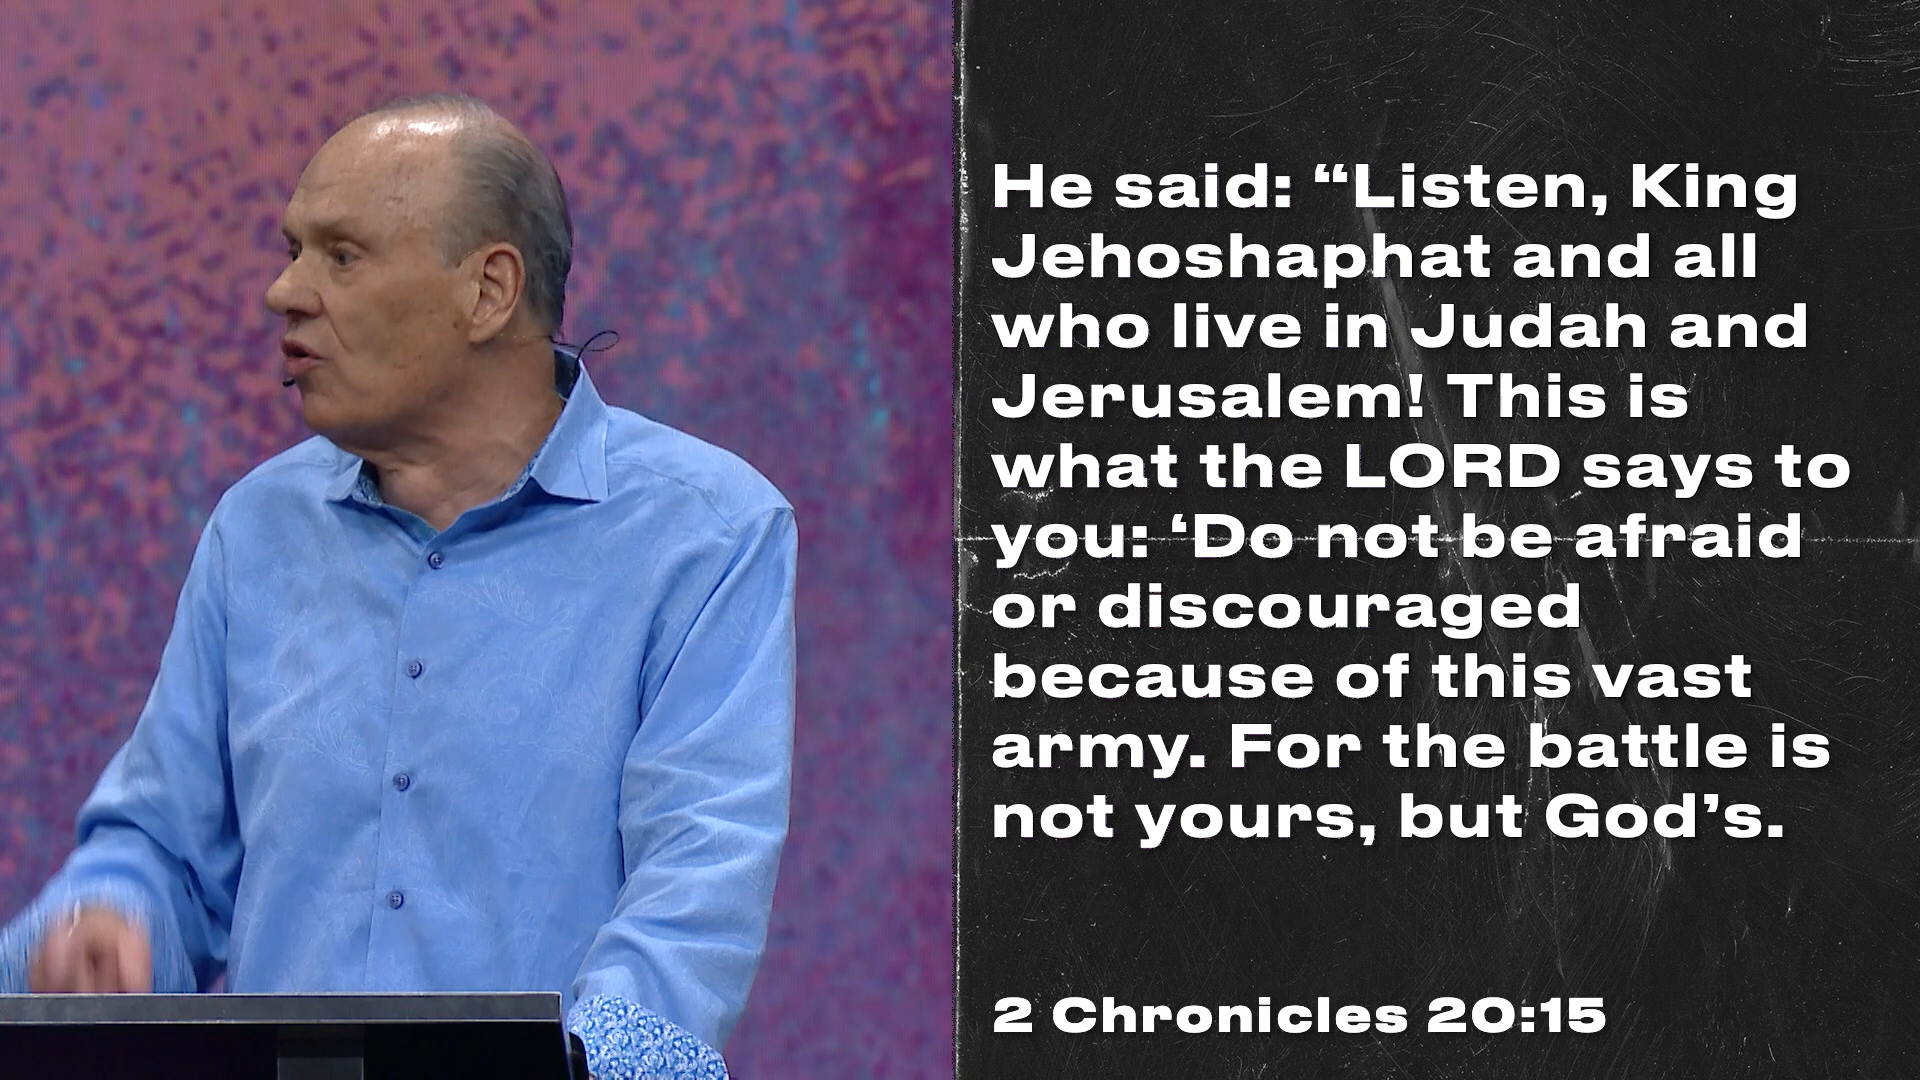 He said: “Listen, King
Jehoshaphat and all
who live in Judah and
Jerusalem! This is
what the LORD says to
you: ‘Do not be afraid
or discouraged
because of this vast
army. For the battle is
not yours, but God’s.
2 Chronicles 20:15